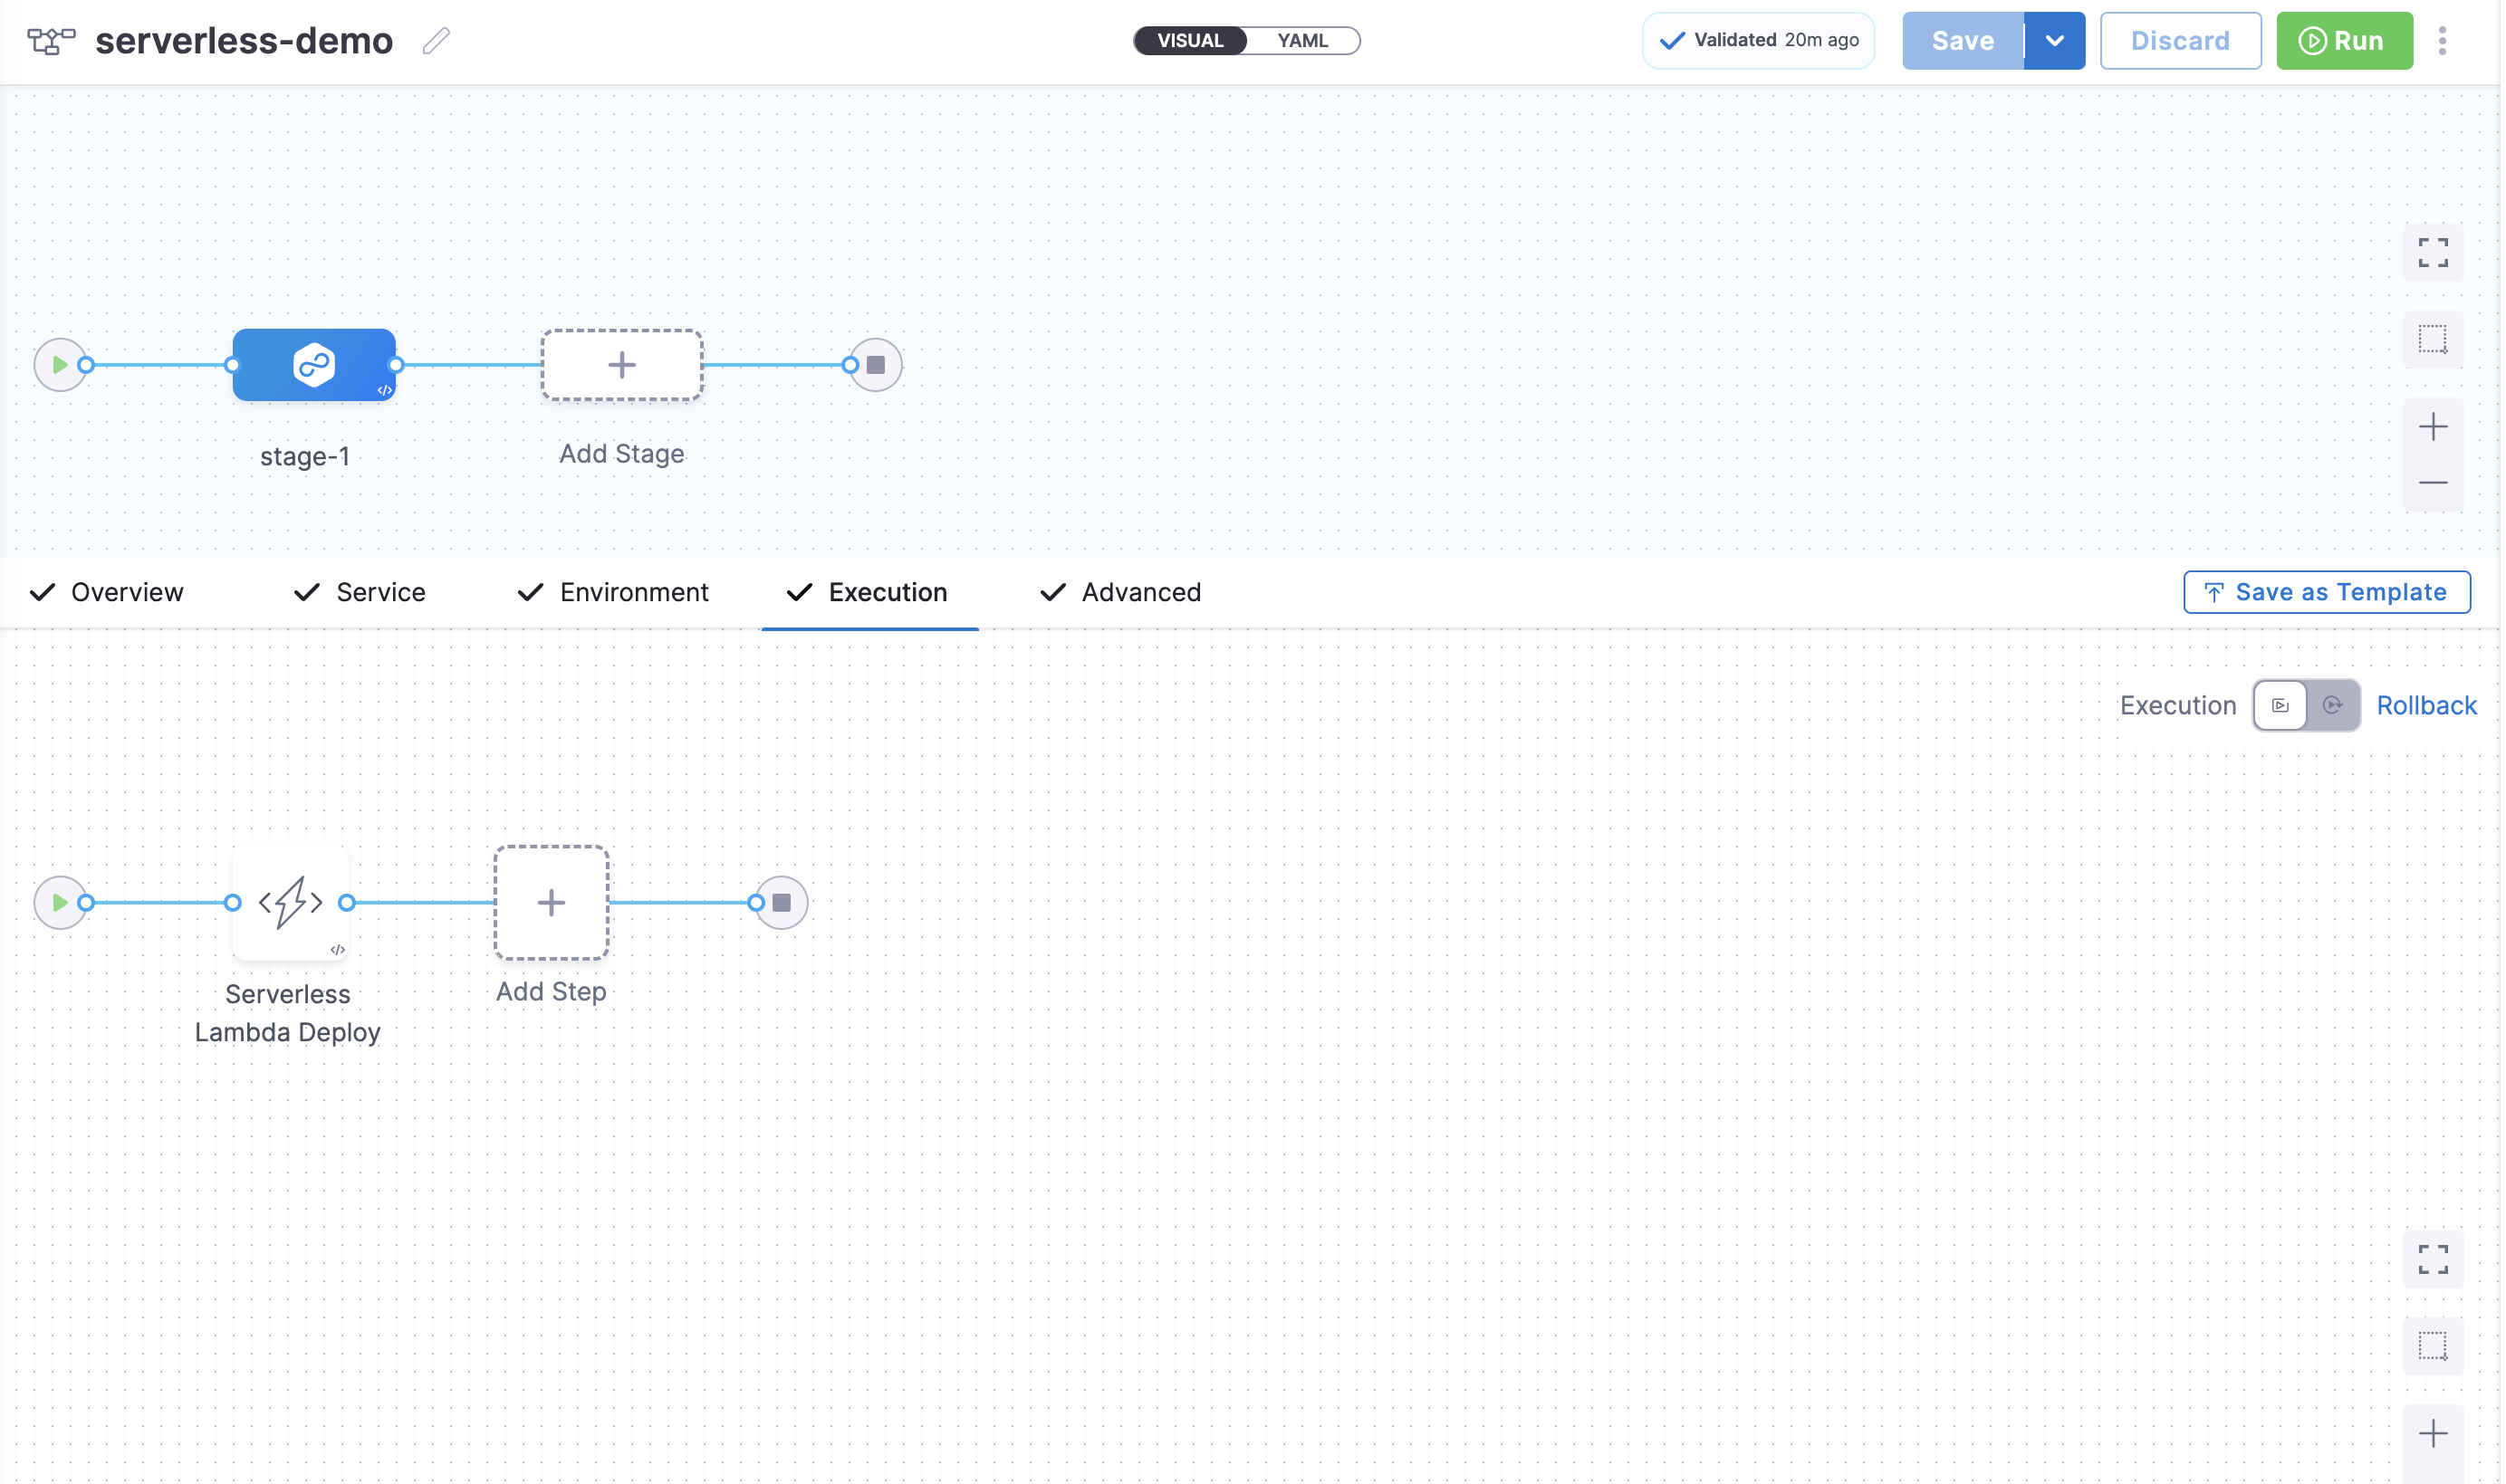 serverless-demo
VISUAL
YAML
Validated 20m ago
Save
Discard
Run
</>
stage-1
Add Stage
Overview
Service
Environment
Execution
Advanced
Save as Template
Execution
Rollback
</>
Serverless
Lambda Deploy
Add Step